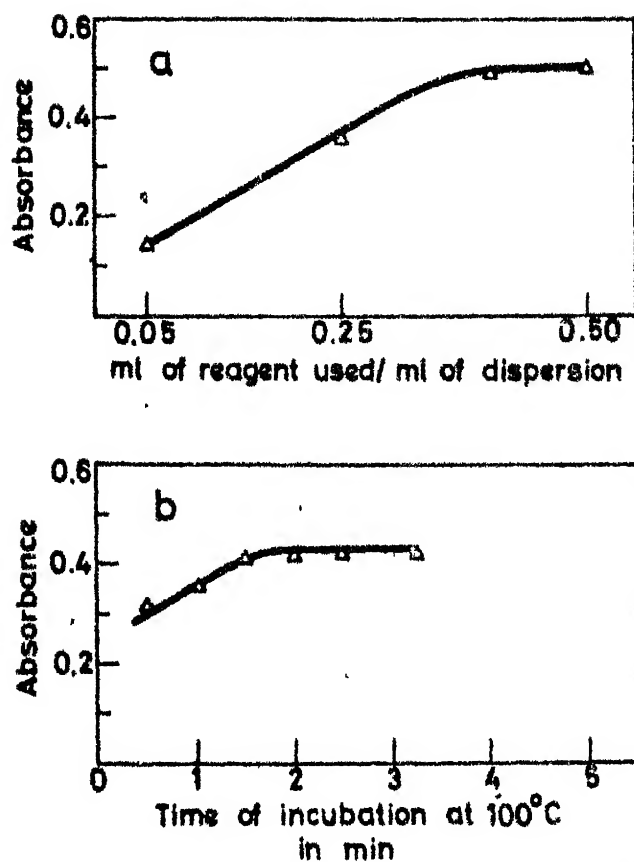 0.6
a
0.4
0.2
Absorbance
0.05 0.25 0.50
ml of reagent used/ ml of dispersion
0.6
b
0.4
0.2
Absorbance
0 1 2 3 4 5
Time of incubation at 100°C
in min